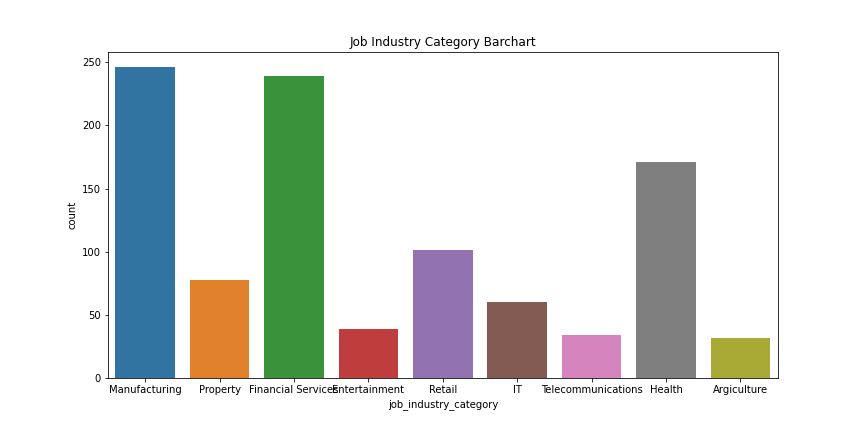 Job Industry Category Barchart
250
200
150
100
50
0
count
Manufacturing Property Financial Services Entertainment Retail IT Telecommunications Health Argiculture
job_industry_category